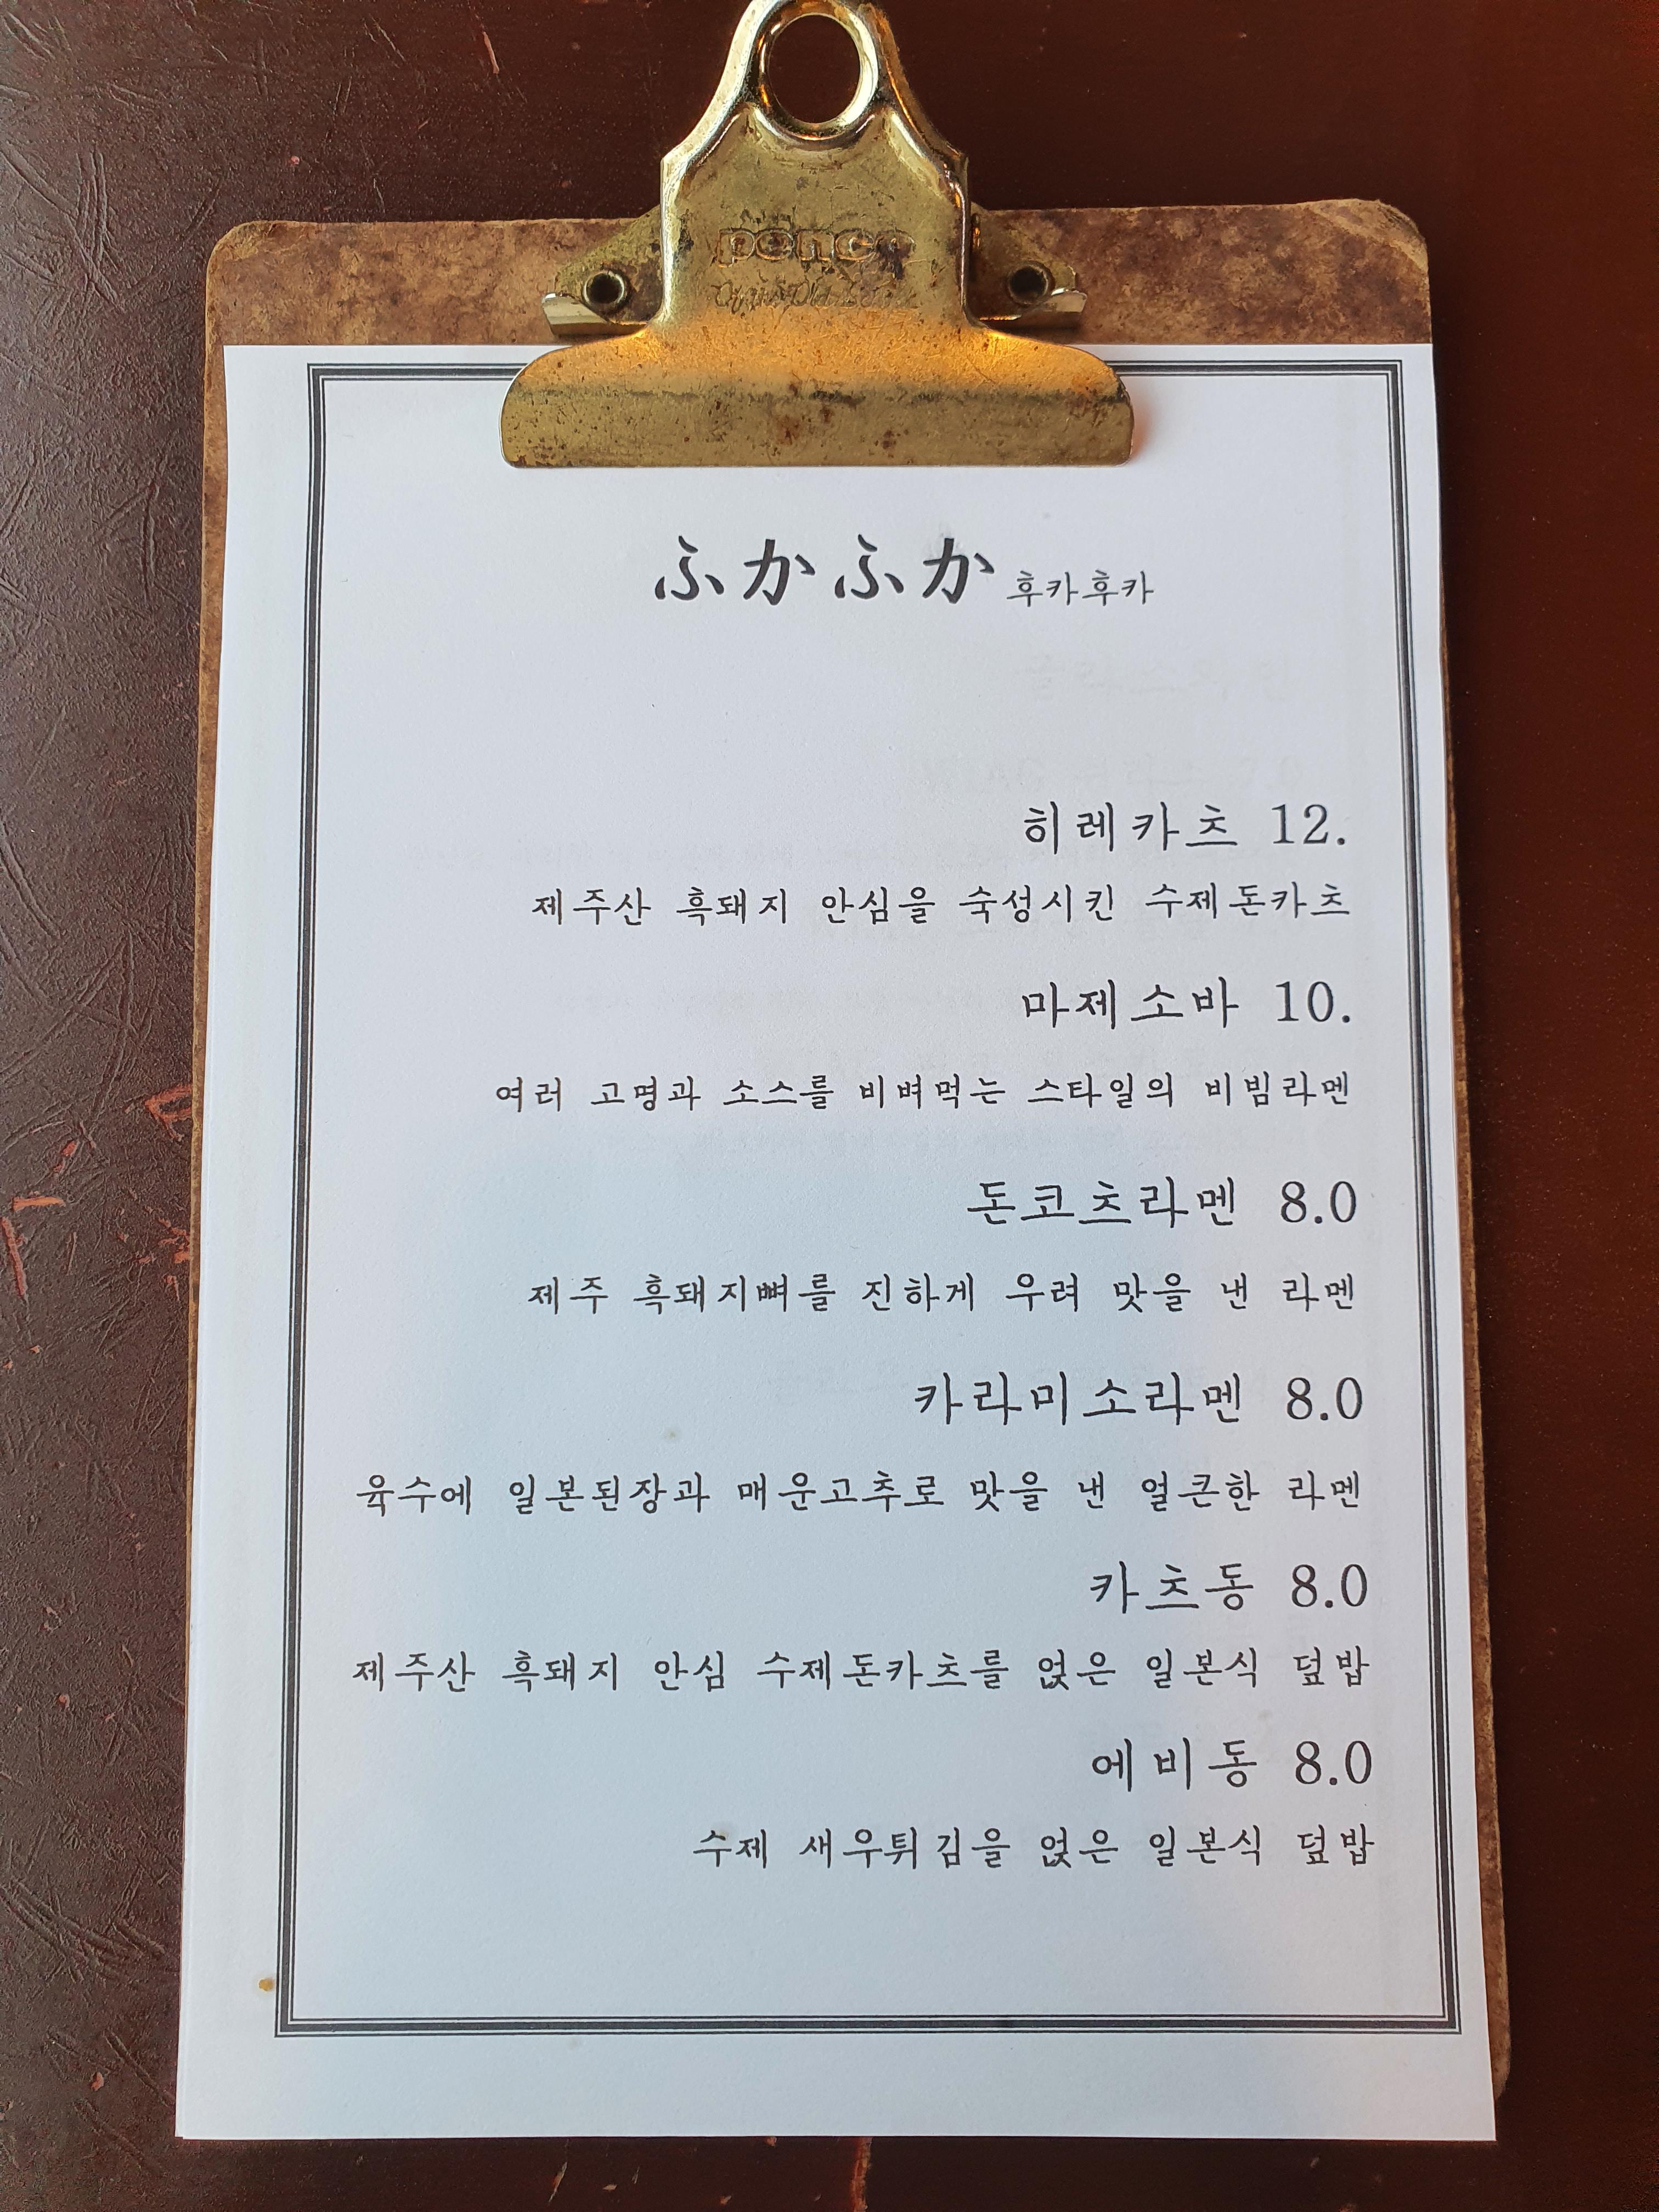 penco
ふかふか 후카후카
히레카츠 12.
제주산 흑돼지 안심을 숙성시킨 수제돈카츠
마제소바 10.
여러 고명과 소스를 비벼먹는 스타일의 비빔라멘
돈코츠라멘 8.0
제주 흑돼지뼈를 진하게 우려 맛을 낸 라멘
카라미소라멘 8.0
육수에 일본된장과 매운고추로 맛을 낸 얼큰한 라멘
카츠동 8.0
제주산 흑돼지 안심 수제돈카츠를 얹은 일본식 덮밥
에비동 8.0
수제 새우튀김을 얹은 일본식 덮밥